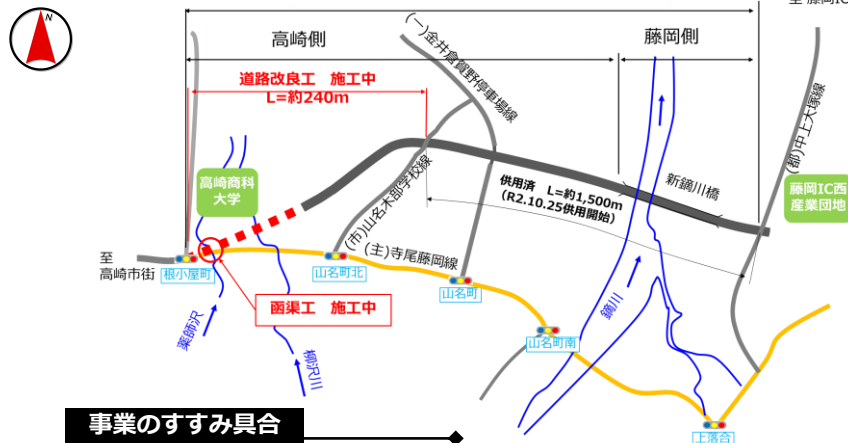 N
至 藤岡IC
高崎側
藤岡側
道路改良工 施工中
L=約240m
(一)金井倉賀野停車場線
(都)中上大塚線
高崎商科
大学
新鏑川橋
藤岡IC西
産業団地
供用済 L=約1,500m
(R2.10.25供用開始)
(市)山名木部学校線
(主)寺尾藤岡線
至
高崎市街
根小屋町
山名町北
山名町
函渠工 施工中
薬師沢
柳沢川
鏑川
山名町南
上落合
事業のすすみ具合